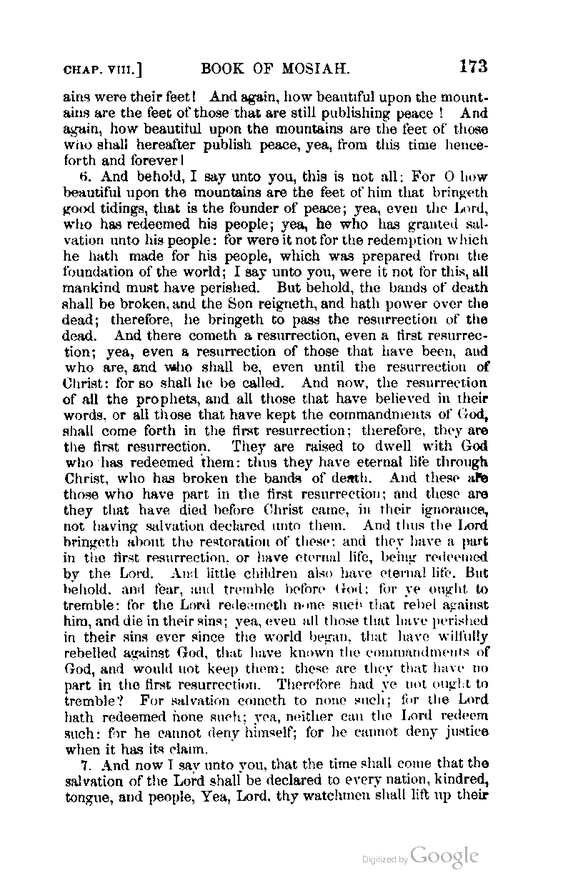 CHAP. VIII.] BOOK OF MOSIAH. 173
ains were their feet! And again, how beautiful upon the mount-
ains are the feet of those that are still publishing peace! And
again, how beautiful upon the mountains are the feet of those
who shall hereafter publish peace, yea, from this time hence-
forth and forever!
6. And behold, I say unto you, this is not all: For O how
beautiful upon the mountains are the feet of him that bringeth
good tidings, that is the founder of peace; yea, even the Lord,
who has redeemed his people; yea, he who has granted sal-
vation unto his people: for were it not for the redemption which
he hath made for his people, which was prepared from the
foundation of the world; I say unto you, were it not for this, all
mankind must have perished. But behold, the bands of death
shall be broken, and the Son reigneth, and hath power over the
dead; therefore, he bringeth to pass the resurrection of the
dead. And there cometh a resurrection, even a first resurrec-
tion; yea, even a resurrection of those that have been, and
who are, and who shall be, even until the resurrection of
Christ: for so shall he be called. And now, the resurrection
of all the prophets, and all those that have believed in their
words, or all those that have kept the commandments of God,
shall come forth in the first resurrection; therefore, they are
the first resurrection. They are raised to dwell with God
who has redeemed them: thus they have eternal life through
Christ, who has broken the bands of death. And these are
those who have part in the first resurrection; and these are
they that have died before Christ came, in their ignorance,
not having salvation declared unto them. And thus the Lord
bringeth about the restoration of these; and they have a part
in the first resurrection, or have eternal life, being redeemed
by the Lord. And little children also have eternal life. But
behold, and fear, and tremble before God; for ye ought to
tremble: for the Lord redeemeth none such that rebel against
him, and die in their sins; yea, even all those that have perished
in their sins ever since the world began, that have wilfully
rebelled against God, that have known the commandments of
God, and would not keep them; these are they that have no
part in the first resurrection. Therefore had ye not ought to
tremble? For salvation cometh to none such; for the Lord
hath redeemed none such; yea, neither can the Lord redeem
such: for he cannot deny himself; for he cannot deny justice
when it has its claim.
7. And now I say unto you, that the time shall come that the
salvation of the Lord shall be declared to every nation, kindred,
tongue, and people, Yea, Lord, thy watchmen shall lift up their
Digitized by Google